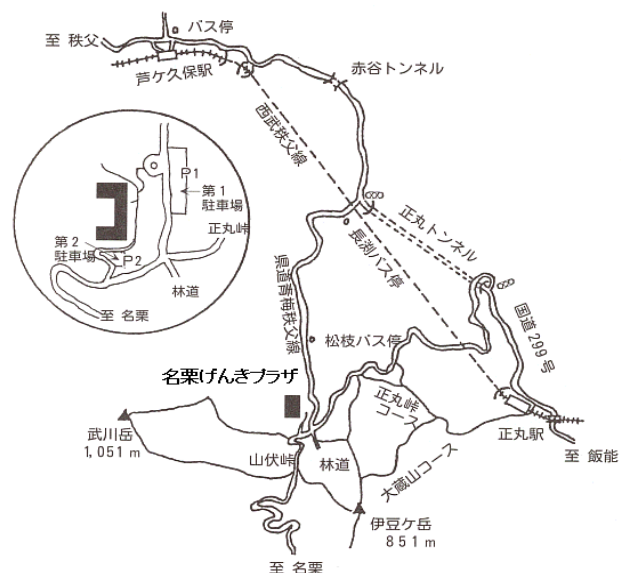 バス停
至 秩父
芦ケ久保駅
赤谷トンネル
西武秩父線
P1
第1
駐車場
正丸峠
第2
駐車場
P2
林道
至 名栗
正丸トンネル
長渕バス停
県道青梅秩父線
国道299号
松枝バス停
名栗げんきプラザ
正丸峠
コース
武川岳
1,051m
正丸駅
至 飯能
山伏峠
林道
大蔵山コース
伊豆ケ岳
851m
至 名栗